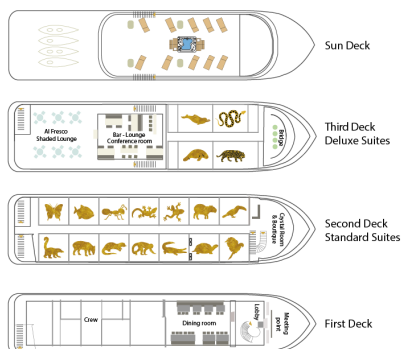 Sun Deck
Al Fresco
Shaded Lounge
Bar - Lounge
Conference room
Bridge
Third Deck
Deluxe Suites
Crystal Room
& Boutique
Second Deck
Standard Suites
Crew
Dining room
Lobby
Meeting
point
First Deck